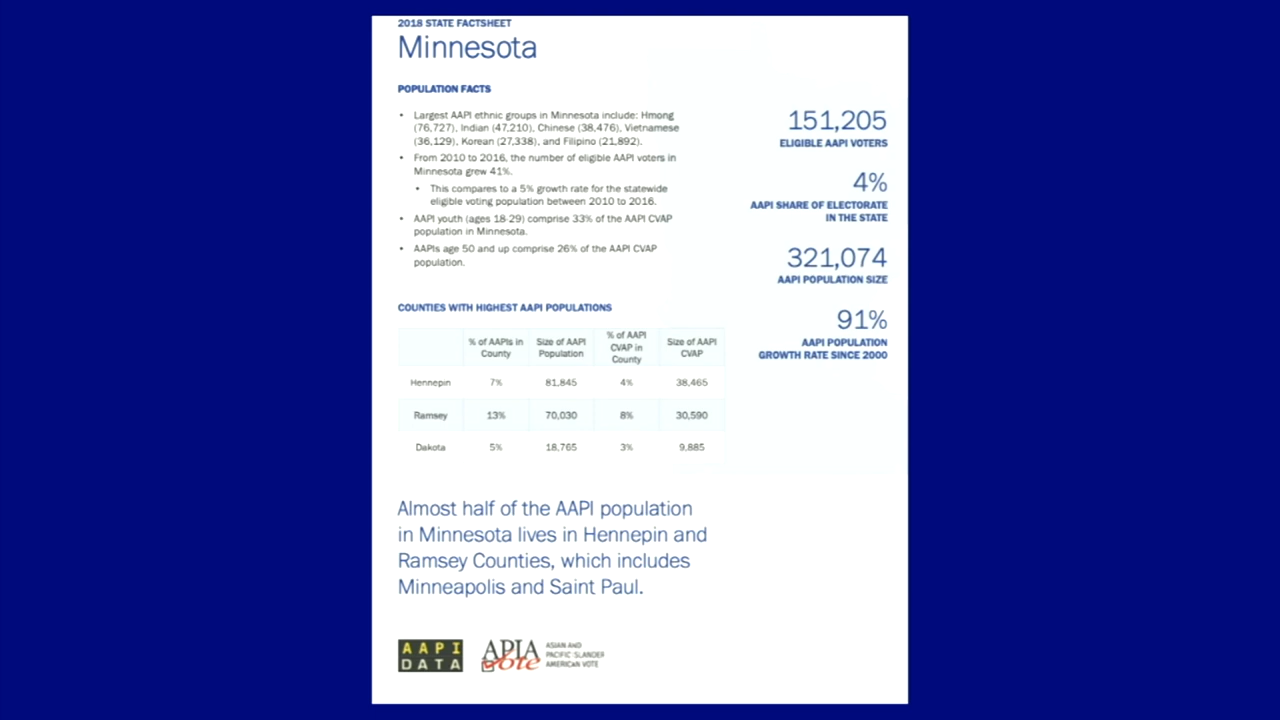 2018 STATE FACTSHEET
Minnesota
POPULATION FACTS
• Largest AAPI ethnic groups in Minnesota include: Hmong
(76,727), Indian (47,210), Chinese (38,476), Vietnamese
(36,129), Korean (27,338), and Filipino (21,892).
• From 2010 to 2016, the number of eligible AAPI voters in
Minnesota grew 41%.
• This compares to a 5% growth rate for the statewide
eligible voting population between 2010 to 2016.
• AAPI youth (ages 18-29) comprise 33% of the AAPI CVAP
population in Minnesota.
• AAPIs age 50 and up comprise 26% of the AAPI CVAP
population.
151,205
ELIGIBLE AAPI VOTERS
4%
AAPI SHARE OF ELECTORATE
IN THE STATE
321,074
AAPI POPULATION SIZE
91%
AAPI POPULATION
GROWTH RATE SINCE 2000
COUNTIES WITH HIGHEST AAPI POPULATIONS
% of AAPIs in
County
Size of AAPI
Population
% of AAPI
CVAP in
County
Size of AAPI
CVAP
Hennepin 7% 81,845 4% 38,465
Ramsey 13% 70,030 8% 30,590
Dakota 5% 18,765 3% 9,885
Almost half of the AAPI population
in Minnesota lives in Hennepin and
Ramsey Counties, which includes
Minneapolis and Saint Paul.
AAPI
DATA
APIA
Vote
ASIAN AND
PACIFIC ISLANDER
AMERICAN VOTE